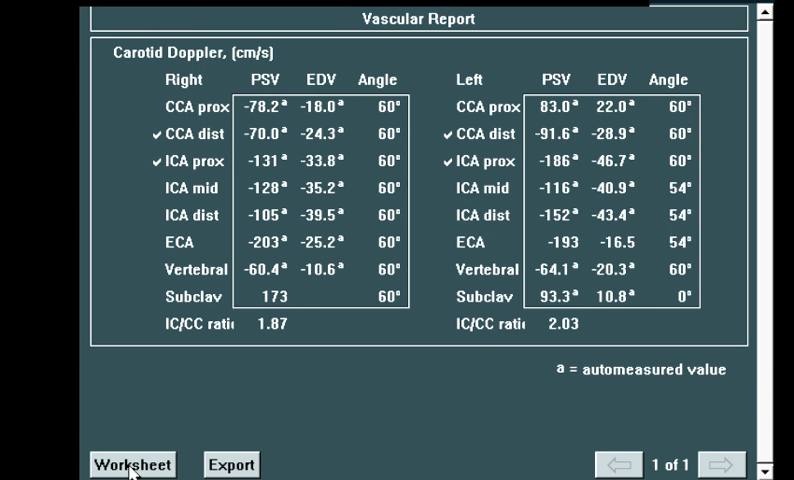 Vascular Report
Carotid Doppler, (cm/s)
Right PSV EDV Angle Left PSV EDV Angle
CCA prox -78.2ª -18.0ª 60° CCA prox 83.0ª 22.0ª 60°
✓ CCA dist -70.0ª -24.3ª 60° ✓ CCA dist -91.6ª -28.9ª 60°
✓ ICA prox -131ª -33.8ª 60° ✓ ICA prox -186ª -46.7ª 60°
ICA mid -128ª -35.2ª 60° ICA mid -116ª -40.9ª 54°
ICA dist -105ª -39.5ª 60° ICA dist -152ª -43.4ª 54°
ECA -203ª -25.2ª 60° ECA -193 -16.5 54°
Vertebral -60.4ª -10.6ª 60° Vertebral -64.1ª -20.3ª 60°
Subclav 173 60° Subclav 93.3ª 10.8ª 0°
IC/CC rati 1.87 IC/CC rati 2.03
a = automeasured value
Worksheet Export 1 of 1